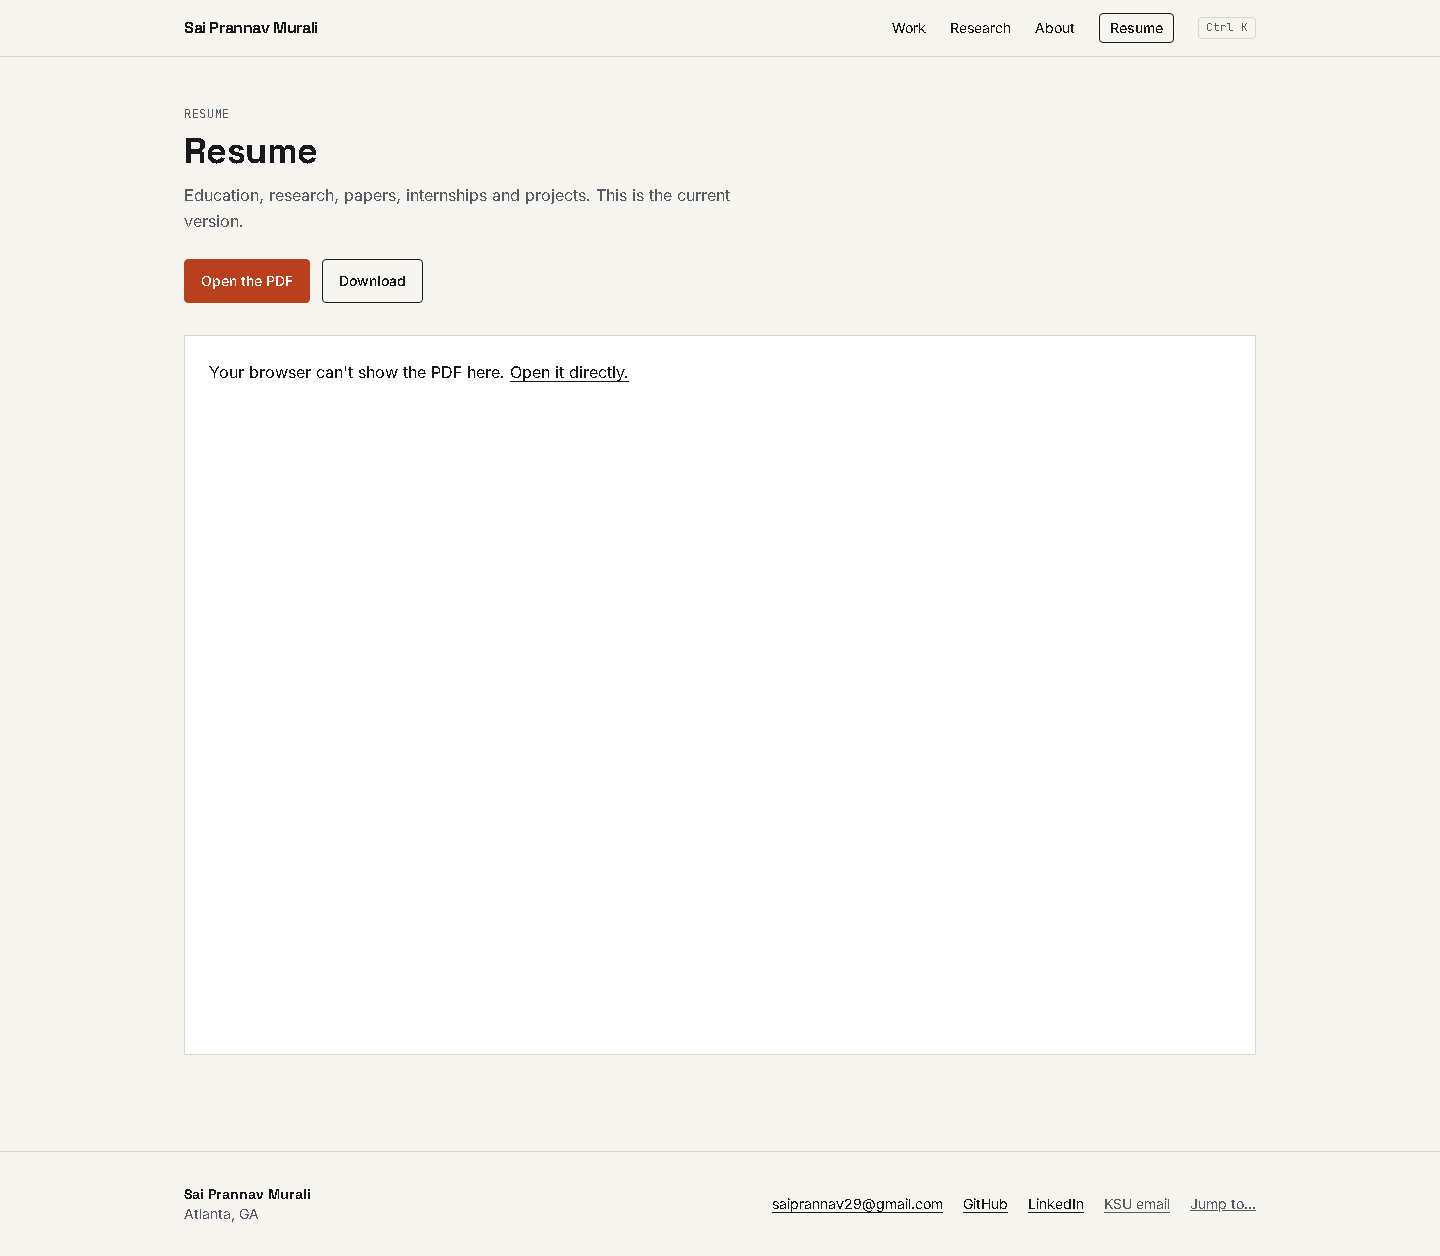 Sai Prannav Murali
Work Research About Resume Ctrl K
RESUME
Resume
Education, research, papers, internships and projects. This is the current
version.
Open the PDF Download
Your browser can't show the PDF here. Open it directly.
Sai Prannav Murali
Atlanta, GA
saiprannav29@gmail.com GitHub LinkedIn KSU email Jump to...